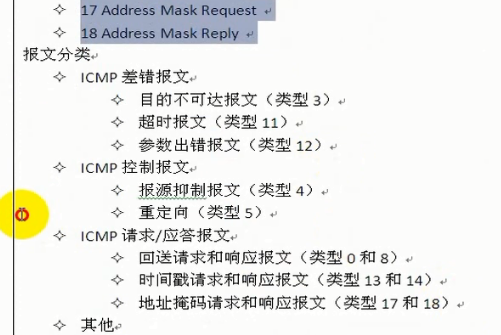 17 Address Mask Request
18 Address Mask Reply
报文分类
ICMP 差错报文
目的不可达报文（类型 3）
超时报文（类型 11）
参数出错报文（类型 12）
ICMP 控制报文
报源抑制报文（类型 4）
重定向（类型 5）
ICMP 请求/应答报文
回送请求和响应报文（类型 0 和 8）
时间戳请求和响应报文（类型 13 和 14）
地址掩码请求和响应报文（类型 17 和 18）
其他